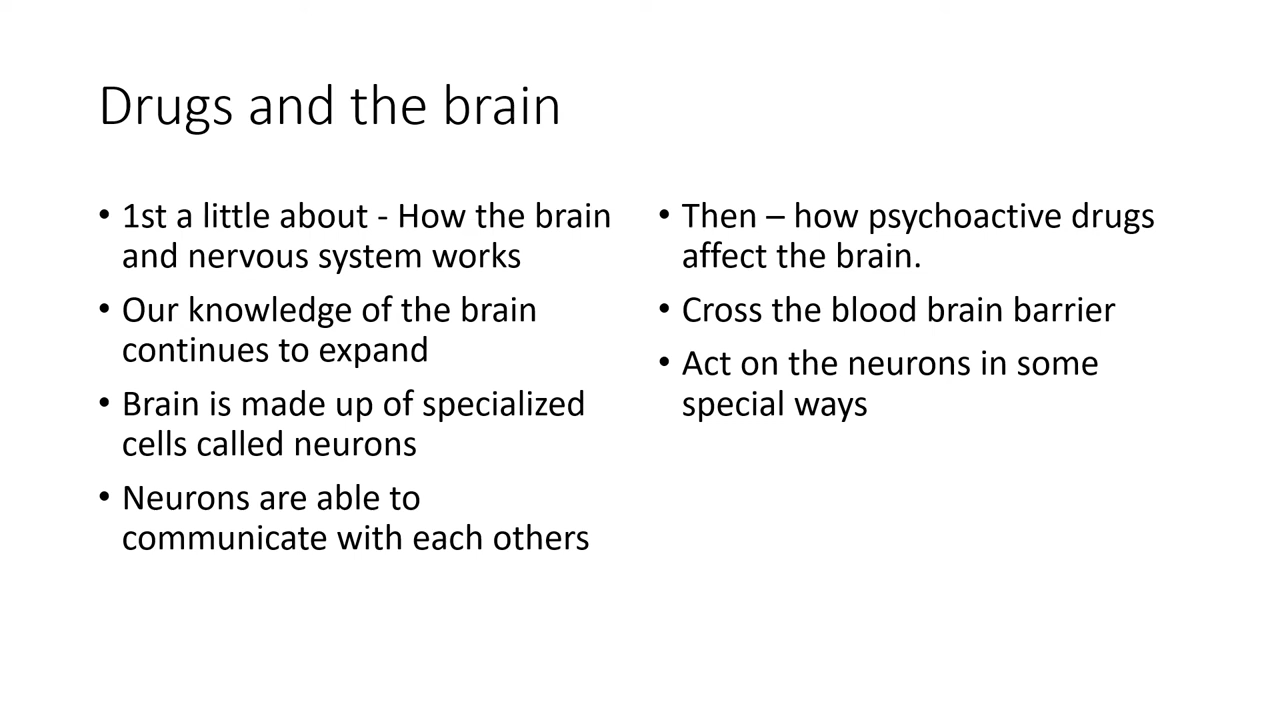 Drugs and the brain
• 1st a little about - How the brain
and nervous system works
• Our knowledge of the brain
continues to expand
• Brain is made up of specialized
cells called neurons
• Neurons are able to
communicate with each others
• Then – how psychoactive drugs
affect the brain.
• Cross the blood brain barrier
• Act on the neurons in some
special ways